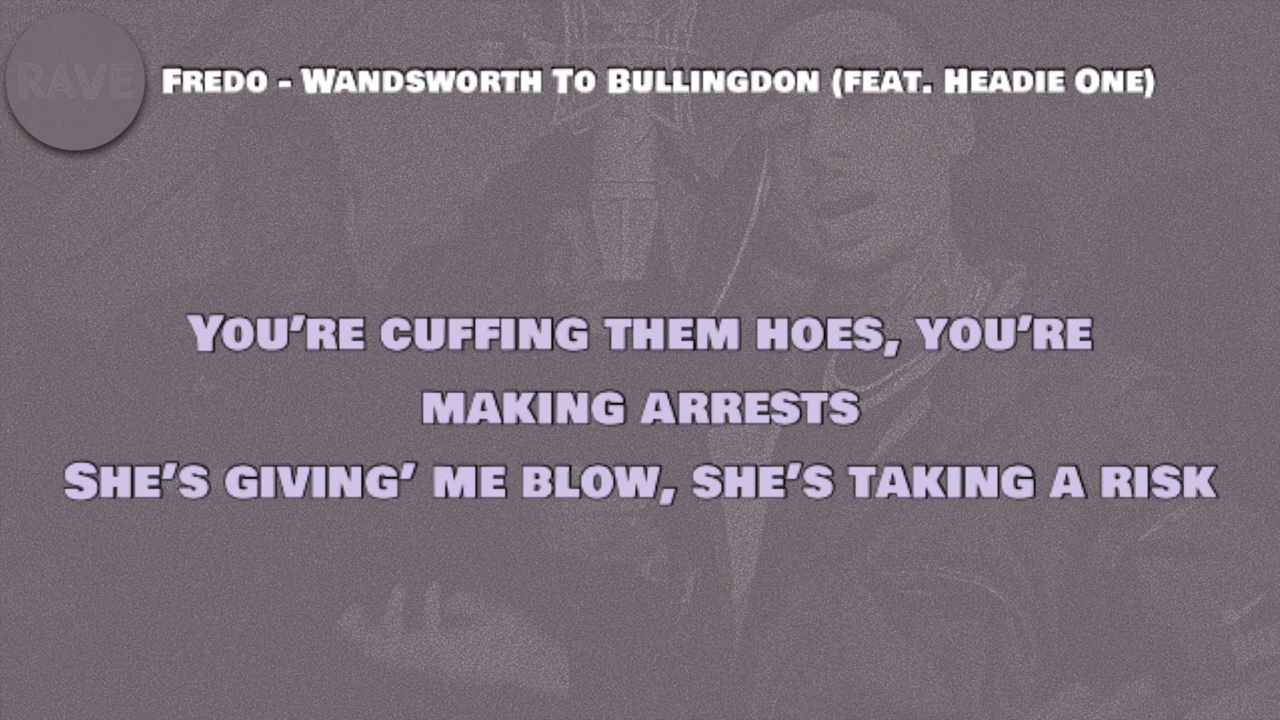 RAVE
Fredo - Wandsworth To Bullingdon (feat. Headie One)
You're cuffing them hoes, you're
making arrests
She's giving' me blow, she's taking a risk